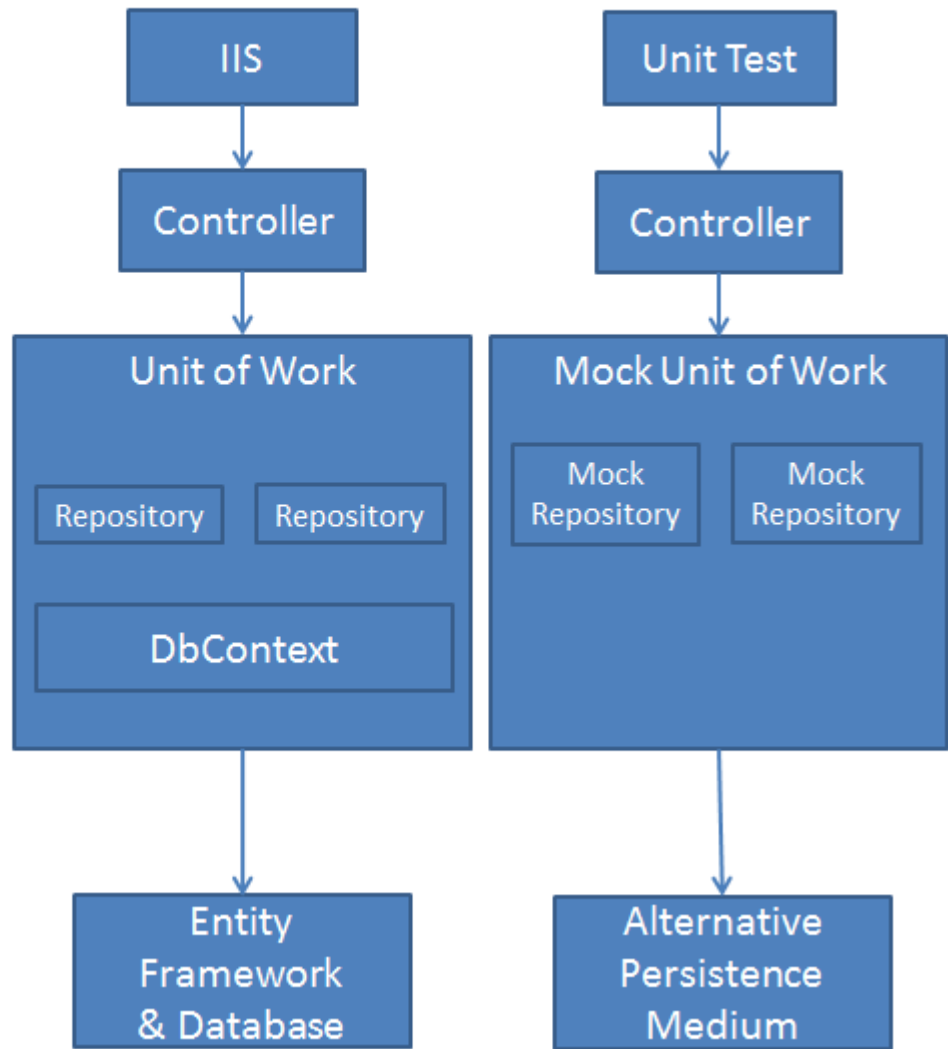 IIS
Controller
Unit of Work
Repository
Repository
DbContext
Entity
Framework
& Database
Unit Test
Controller
Mock Unit of Work
Mock
Repository
Mock
Repository
Alternative
Persistence
Medium